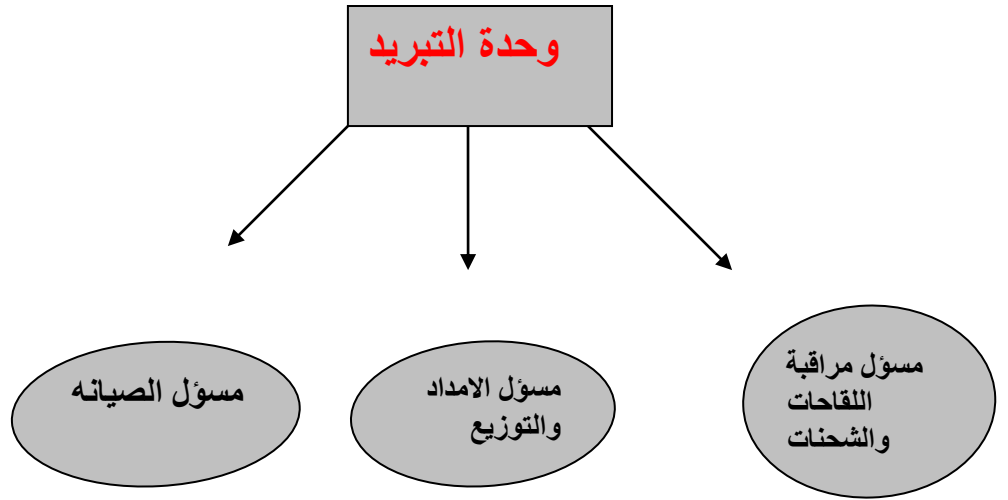 وحدة التبريد
مسؤل مراقبة
اللقاحات
والشحنات
مسؤل الامداد
والتوزيع
مسؤل الصيانه